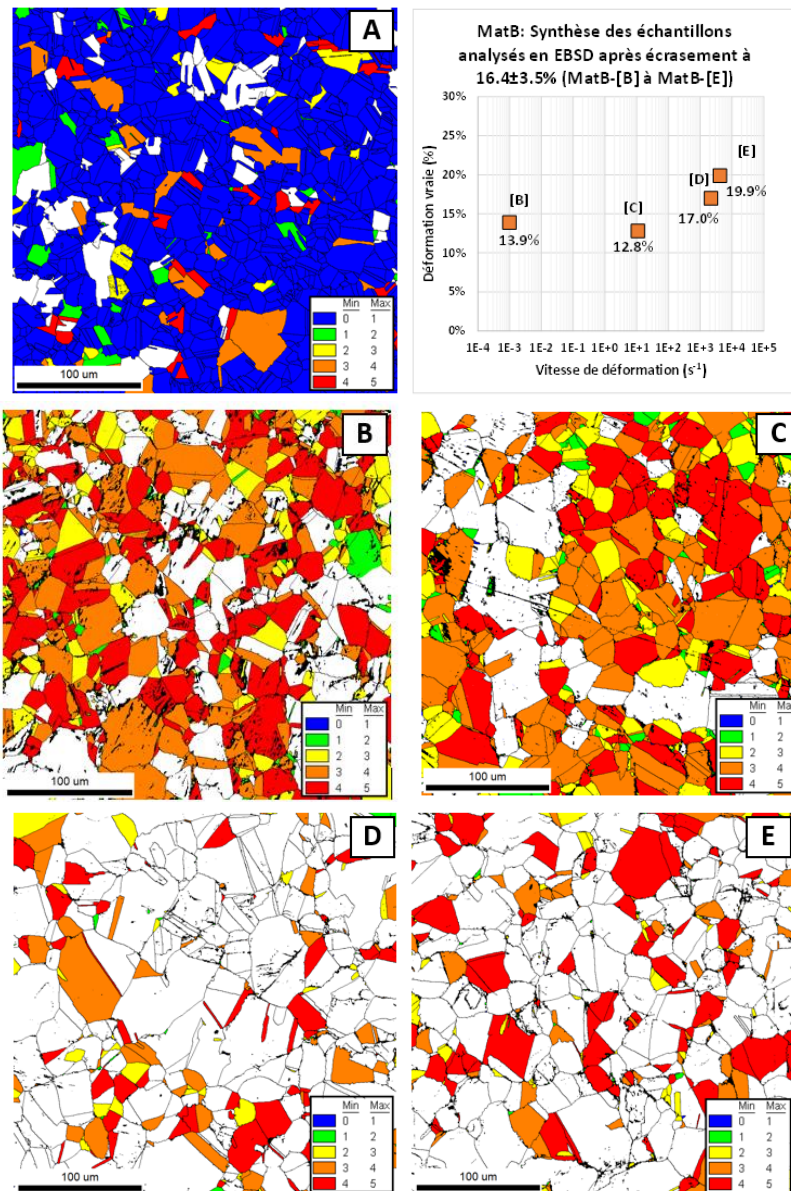 A
Min Max
0 1
1 2
2 3
3 4
4 5
100 um
MatB: Synthèse des échantillons
analysés en EBSD après écrasement à
16.4±3.5% (MatB-[B] à MatB-[E])
30%
25%
20%
15%
10%
5%
0%
Déformation vraie (%)
[B]
13.9%
[C]
12.8%
[D]
17.0%
[E]
19.9%
1E-4 1E-3 1E-2 1E-1 1E+0 1E+1 1E+2 1E+3 1E+4 1E+5
Vitesse de déformation (s⁻¹)
B
Min Max
0 1
1 2
2 3
3 4
4 5
100 um
C
Min Max
0 1
1 2
2 3
3 4
4 5
100 um
D
Min Max
0 1
1 2
2 3
3 4
4 5
100 um
E
Min Max
0 1
1 2
2 3
3 4
4 5
100 um